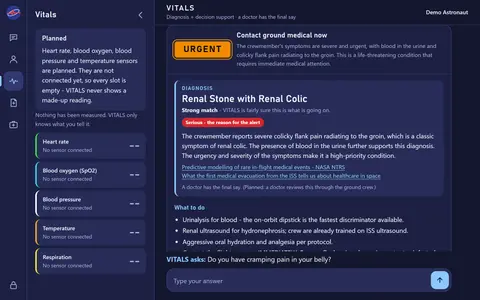 Vitals
Planned
Heart rate, blood oxygen, blood
pressure and temperature sensors
are planned. They are not
connected yet, so every slot is
empty - VITALS never shows a
made-up reading.
Nothing has been measured. VITALS only
knows what you tell it
Heart rate
No sensor connected
--
Blood oxygen (SpO2)
No sensor connected
--
Blood pressure
No sensor connected
--
Temperature
No sensor connected
--
Respiration
No sensor connected
--
VITALS
Diagnosis + decision support · a doctor has the final say
Demo Astronaut
URGENT
Contact ground medical now
The crewmember's symptoms are severe and urgent, with blood in the urine and
colicky flank pain radiating to the groin. This is a life-threatening condition that
requires immediate medical attention.
DIAGNOSIS
Renal Stone with Renal Colic
Strong match · VITALS is fairly sure this is what is going on.
Serious - the reason for the alert
The crewmember reports severe colicky flank pain radiating to the groin, which is a classic
symptom of renal colic. The presence of blood in the urine further supports this diagnosis.
The urgency and severity of the symptoms make it a high-priority condition.
Predictive modelling of rare in-flight medical events - NASA NTRS
What the first medical evacuation from the ISS tells us about healthcare in space
A doctor has the final say. (Planned: a doctor reviews this through the ground crew.)
What to do
• Urinalysis for blood - the on-orbit dipstick is the fastest discriminator available.
• Renal ultrasound for hydronephrosis; crew are already trained on ISS ultrasound.
• Aggressive oral hydration and analgesia per protocol.
VITALS asks: Do you have cramping pain in your belly?
Type your answer